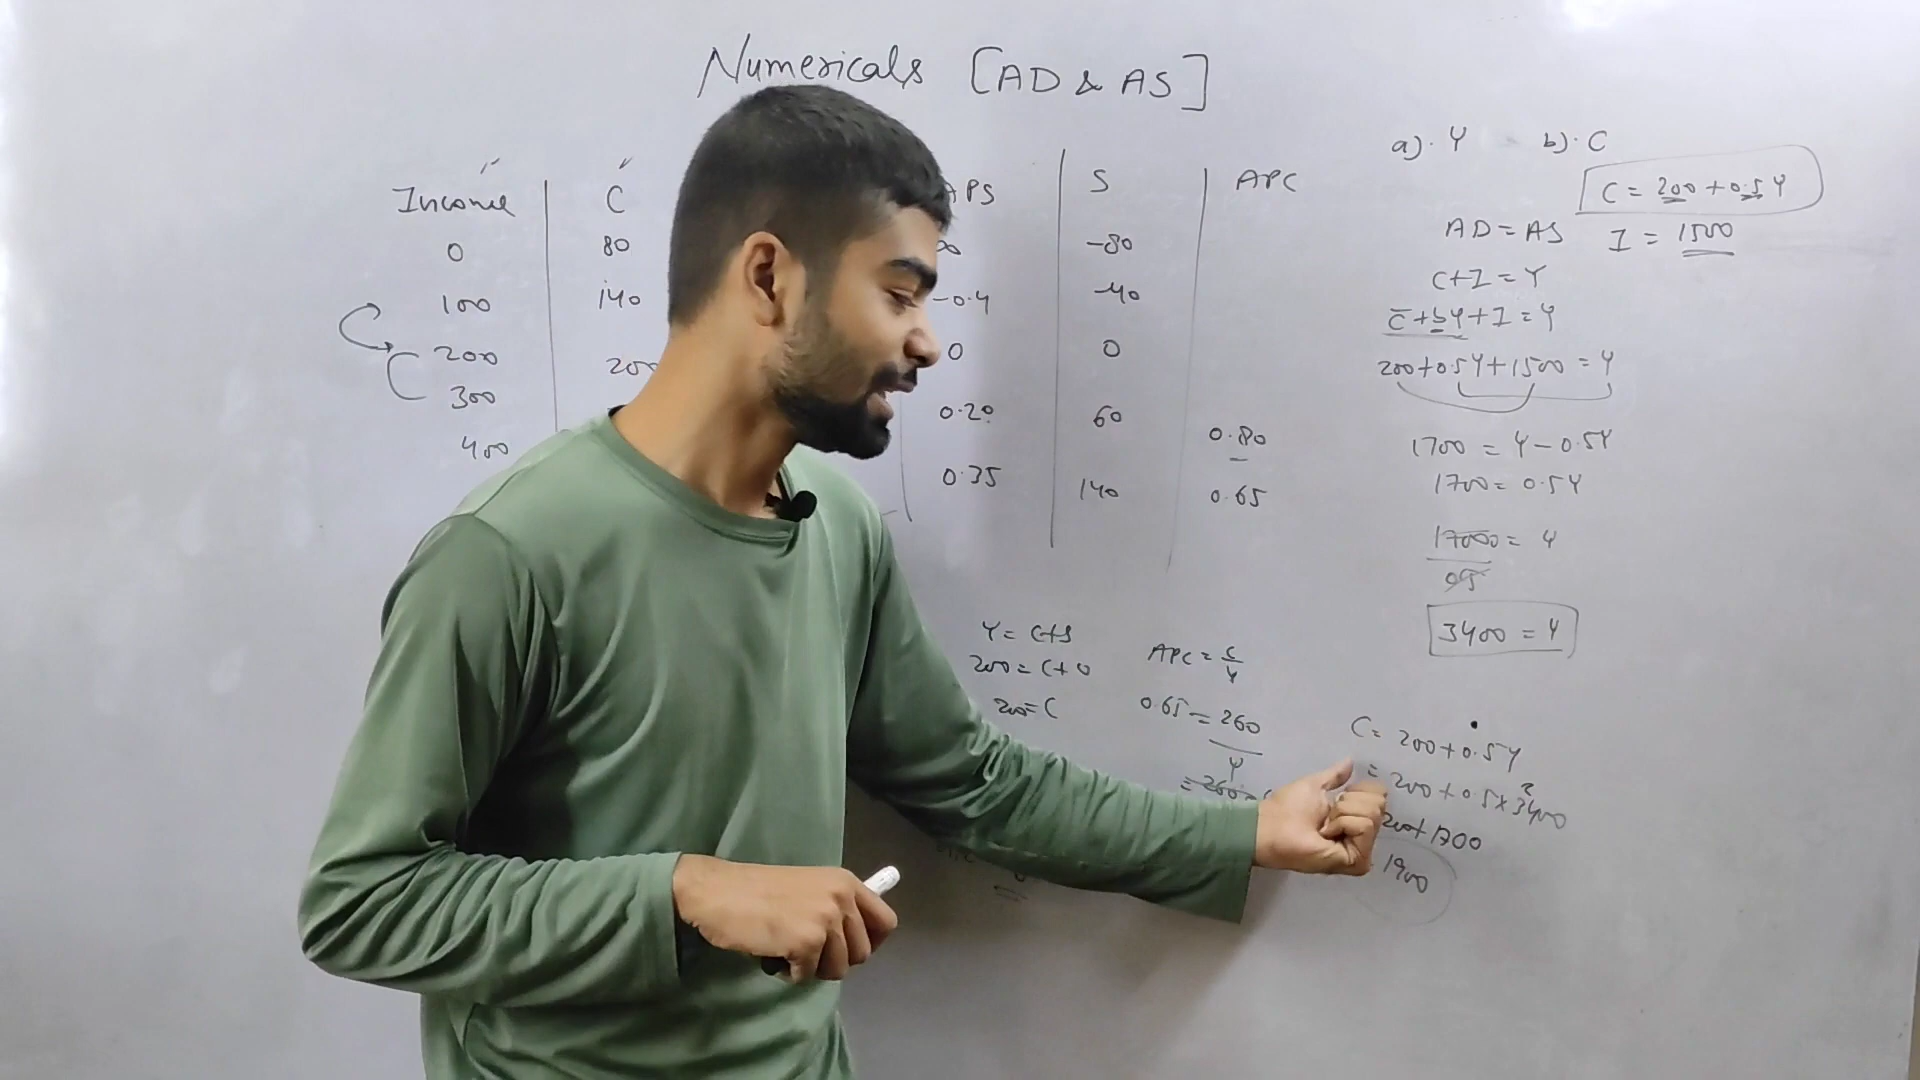 Numericals [AD & AS]
Income C APS S APC
0 80 -80
100 140 -0.4 -40
200 200 0 0
300 0.20 60 0.80
400 0.35 140 0.65
Y = C+S
200 = C+0
200=C
APC = C/Y
0.65 = 260
Y
a). Y b). C
C = 200+0.5Y
AD = AS I = 1500
C+I = Y
C̅+bY+I = Y
200+0.5Y+1500 = Y
1700 = Y-0.5Y
1700 = 0.5Y
17000 = Y
05
3400 = Y
C = 200+0.5Y
= 200+0.5×3400
200+1700
1900